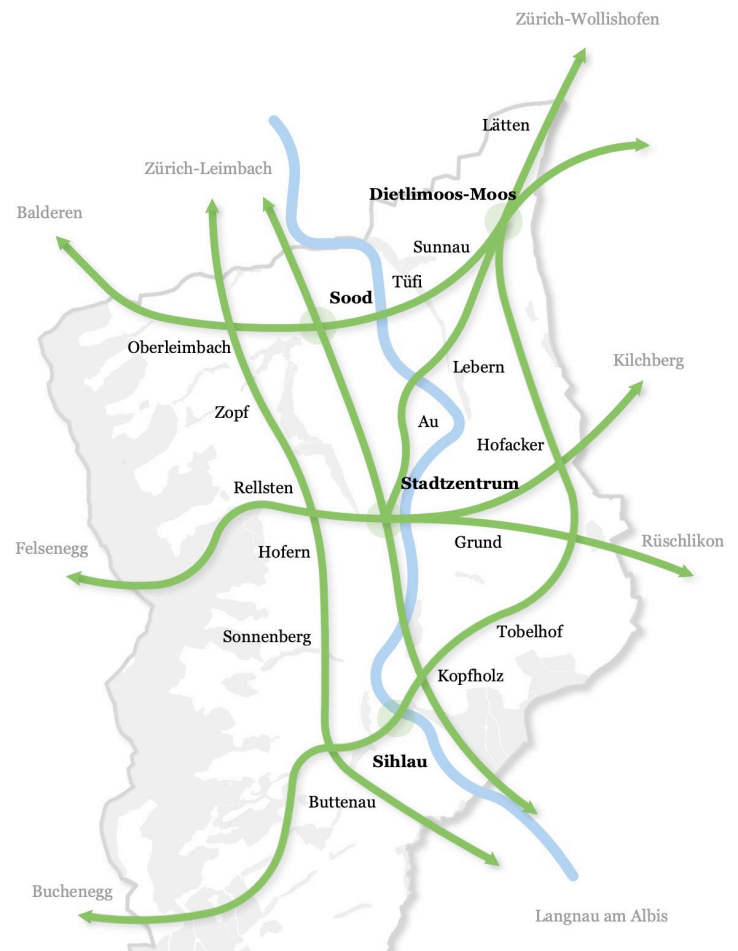 Zürich-Wollishofen
Lätten
Zürich-Leimbach
Dietlimoos-Moos
Balderen
Sunnau
Tüfi
Sood
Oberleimbach
Kilchberg
Lebern
Zopf
Au
Hofacker
Stadtzentrum
Rellsten
Rüschlikon
Grund
Felsenegg
Hofern
Tobelhof
Sonnenberg
Kopfholz
Sihlau
Buttenau
Buchenegg
Langnau am Albis